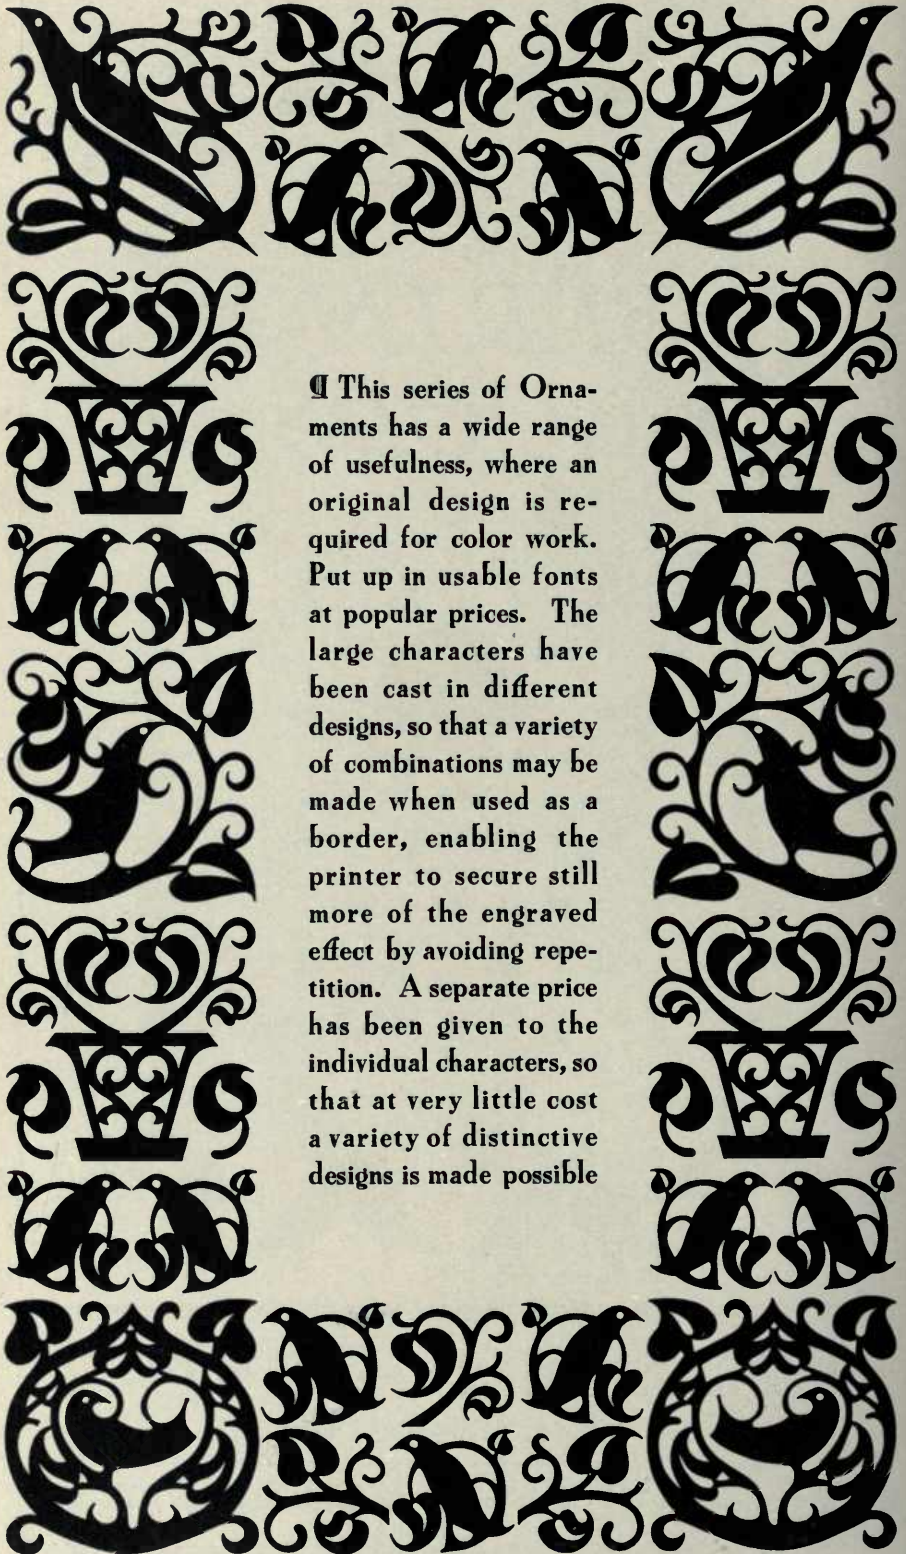 ¶ This series of Orna-
ments has a wide range
of usefulness, where an
original design is re-
quired for color work.
Put up in usable fonts
at popular prices. The
large characters have
been cast in different
designs, so that a variety
of combinations may be
made when used as a
border, enabling the
printer to secure still
more of the engraved
effect by avoiding repe-
tition. A separate price
has been given to the
individual characters, so
that at very little cost
a variety of distinctive
designs is made possible